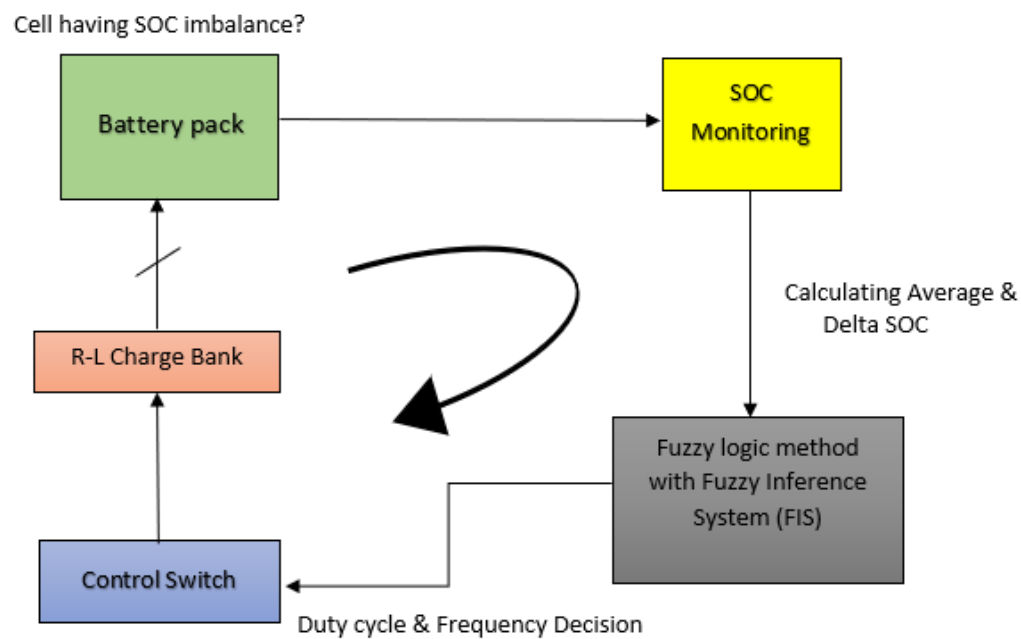 Cell having SOC imbalance?
Battery pack
SOC
Monitoring
Calculating Average &
Delta SOC
R-L Charge Bank
Fuzzy logic method
with Fuzzy Inference
System (FIS)
Control Switch
Duty cycle & Frequency Decision